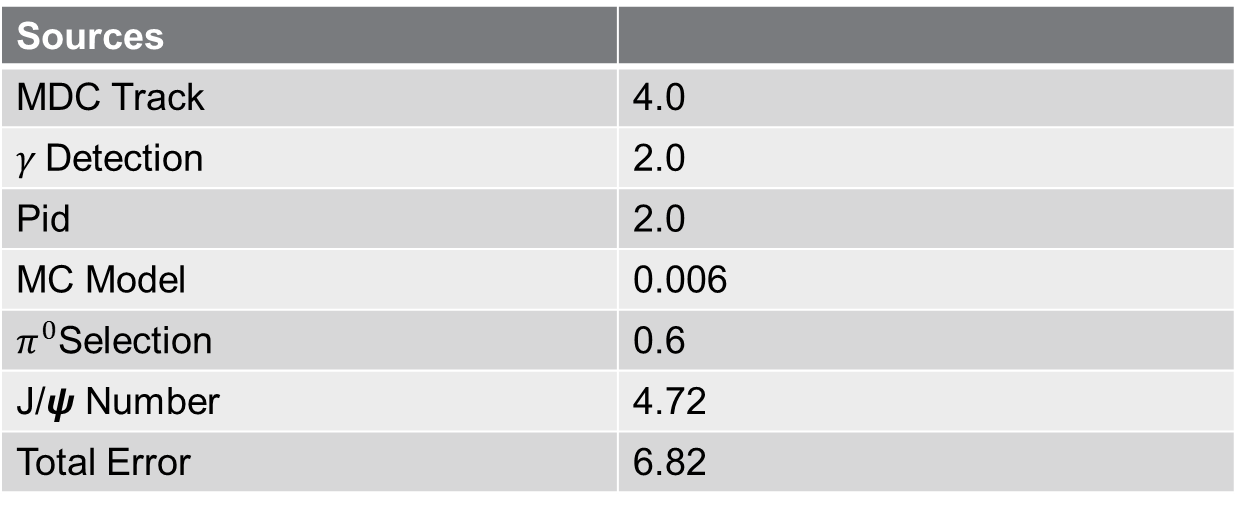 Sources
MDC Track 4.0
γ Detection 2.0
Pid 2.0
MC Model 0.006
π⁰Selection 0.6
J/ψ Number 4.72
Total Error 6.82